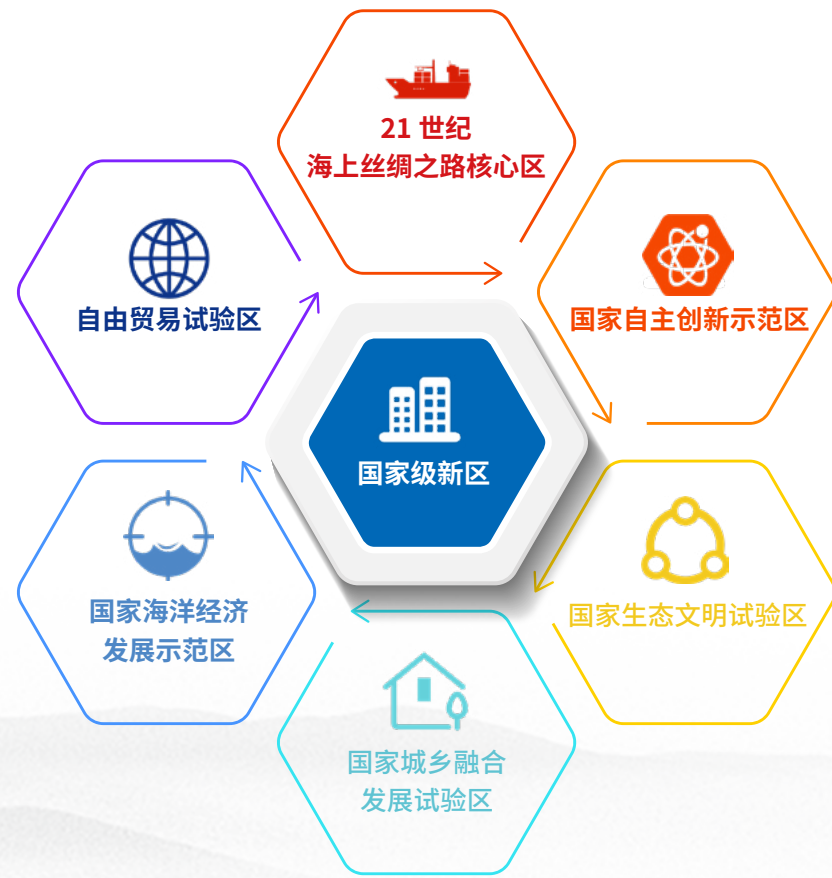 21 世纪
海上丝绸之路核心区
自由贸易试验区
国家自主创新示范区
国家级新区
国家海洋经济
发展示范区
国家生态文明试验区
国家城乡融合
发展试验区